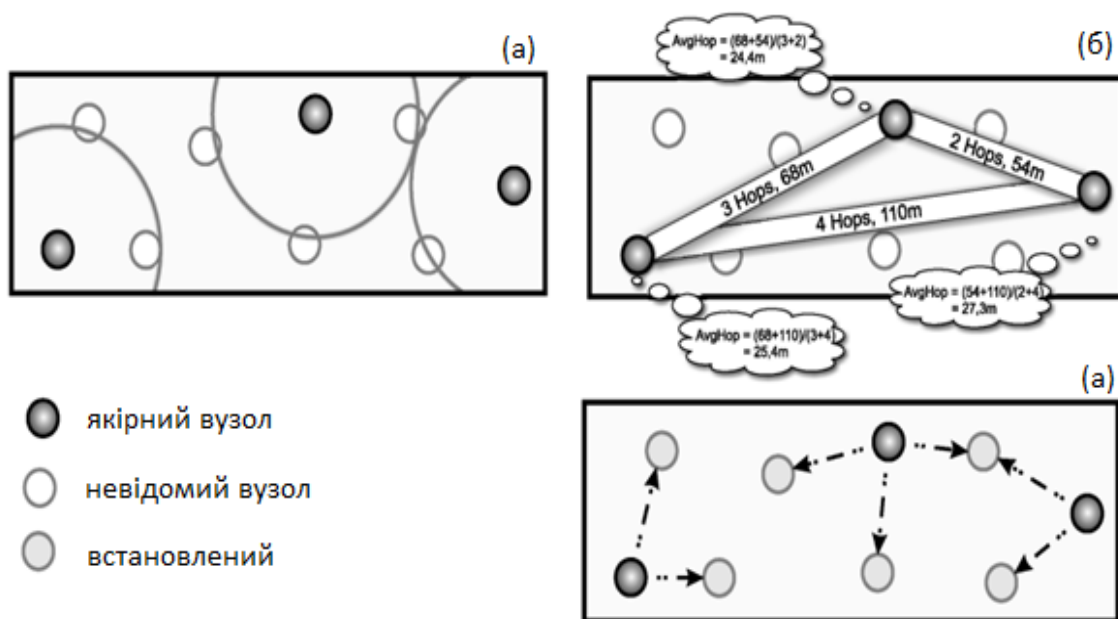 (а)
(б)
AvgHop = (68+54)/(3+2)
= 24,4m
3 Hops, 68m
2 Hops, 54m
4 Hops, 110m
AvgHop = (54+110)/(2+4)
= 27,3m
AvgHop = (68+110)/(3+4)
= 25,4m
(а)
якірний вузол
невідомий вузол
встановлений